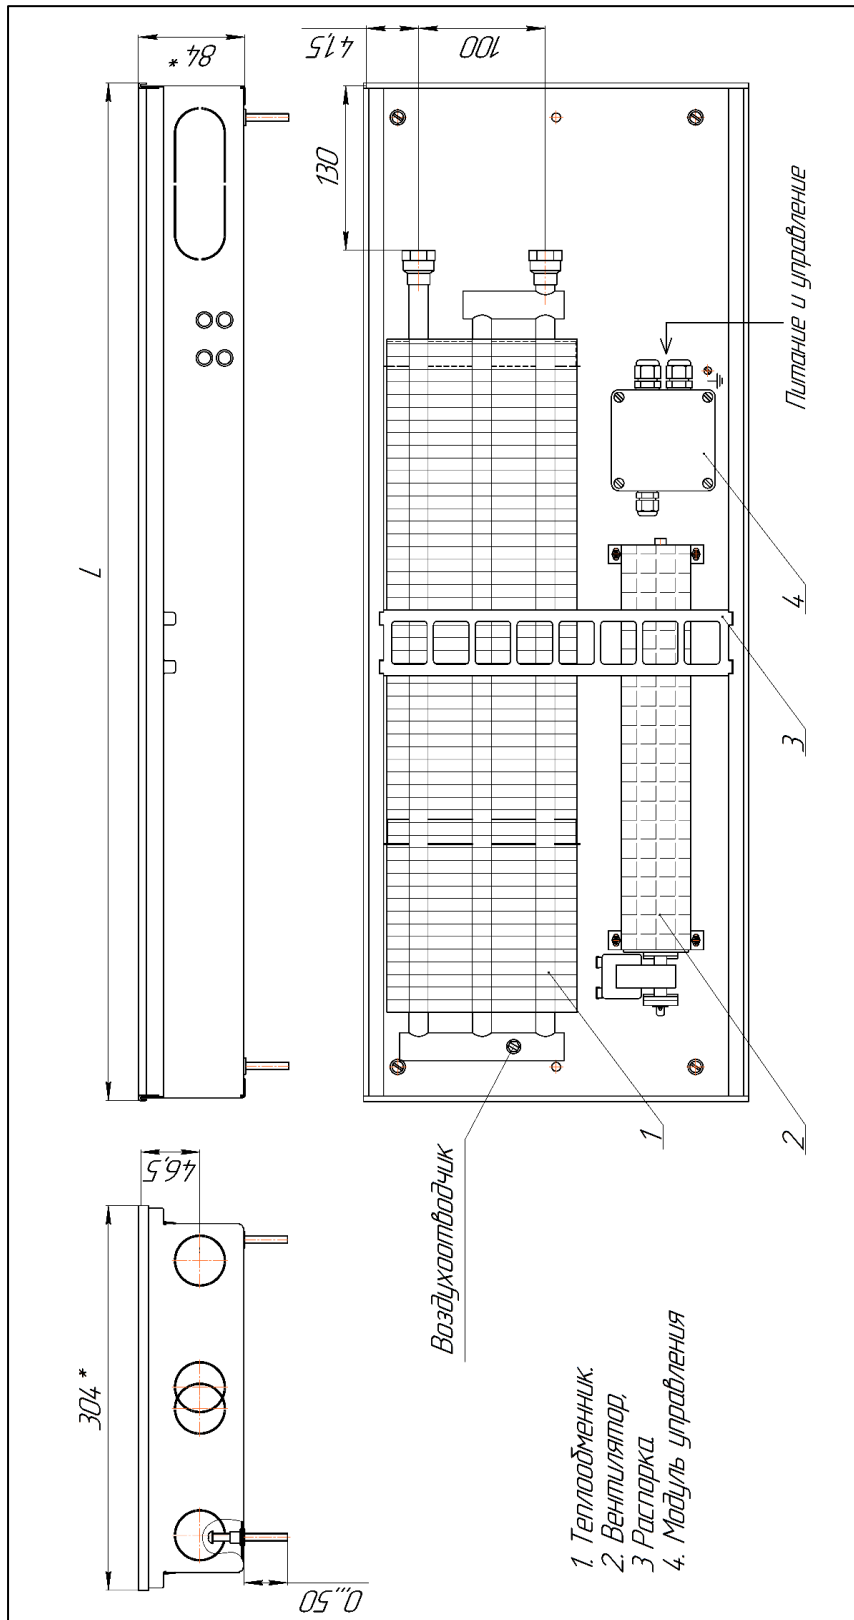 84*
L
41,5
100
130
Питание и управление
4
3
2
1
Воздухоотводчик
46,5
304*
0...50
1. Теплообменник.
2. Вентилятор,
3 Распорка
4. Модуль управления